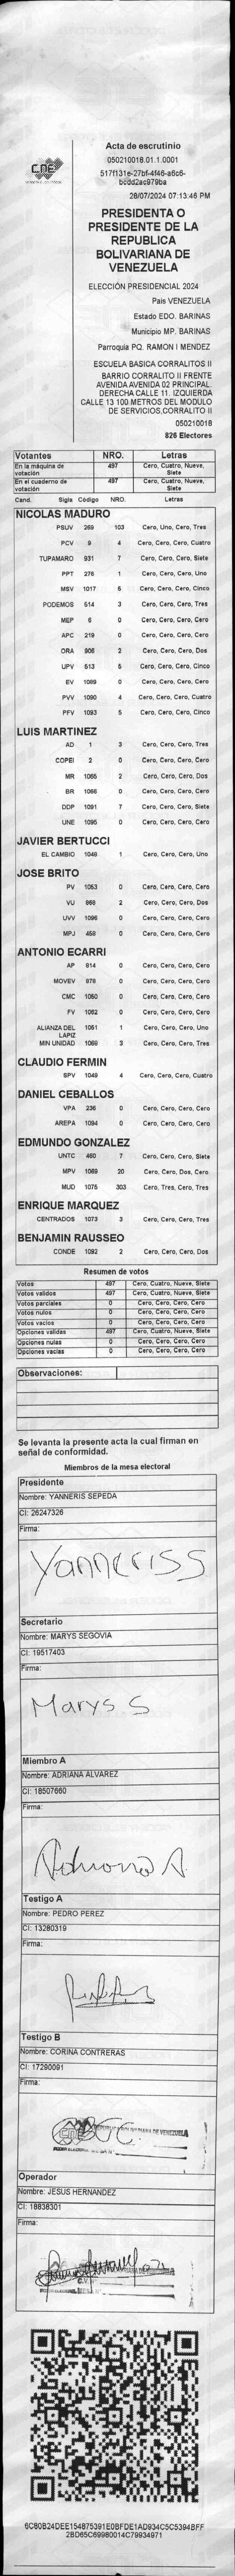 CNE
Acta de escrutinio
050210018.01.1.0001
517f131e-27bf-4f46-a6c6-
bcdd2ac979ba
28/07/2024 07:13:46 PM
PRESIDENTA O
PRESIDENTE DE LA
REPUBLICA
BOLIVARIANA DE
VENEZUELA
ELECCIÓN PRESIDENCIAL 2024
Pais VENEZUELA
Estado EDO. BARINAS
Municipio MP. BARINAS
Parroquia PQ. RAMON I MENDEZ
ESCUELA BASICA CORRALITOS II
BARRIO CORRALITO II FRENTE
AVENIDA AVENIDA 02 PRINCIPAL.
DERECHA CALLE 11. IZQUIERDA
CALLE 13 100 METROS DEL MODULO
DE SERVICIOS,CORRALITO II
050210018
826 Electores
Votantes NRO. Letras
En la máquina de votación 497 Cero, Cuatro, Nueve, Siete
En el cuaderno de votación 497 Cero, Cuatro, Nueve, Siete
Cand. Sigla Código NRO. Letras
NICOLAS MADURO
PSUV 269 103 Cero, Uno, Cero, Tres
PCV 9 4 Cero, Cero, Cero, Cuatro
TUPAMARO 931 7 Cero, Cero, Cero, Siete
PPT 276 1 Cero, Cero, Cero, Uno
MSV 1017 5 Cero, Cero, Cero, Cinco
PODEMOS 514 3 Cero, Cero, Cero, Tres
MEP 6 0 Cero, Cero, Cero, Cero
APC 219 0 Cero, Cero, Cero, Cero
ORA 906 2 Cero, Cero, Cero, Dos
UPV 513 5 Cero, Cero, Cero, Cinco
EV 1089 0 Cero, Cero, Cero, Cero
PVV 1090 4 Cero, Cero, Cero, Cuatro
PFV 1093 5 Cero, Cero, Cero, Cinco
LUIS MARTINEZ
AD 1 3 Cero, Cero, Cero, Tres
COPEI 2 0 Cero, Cero, Cero, Cero
MR 1065 2 Cero, Cero, Cero, Dos
BR 1086 0 Cero, Cero, Cero, Cero
DDP 1091 7 Cero, Cero, Cero, Siete
UNE 1095 0 Cero, Cero, Cero, Cero
JAVIER BERTUCCI
EL CAMBIO 1048 1 Cero, Cero, Cero, Uno
JOSE BRITO
PV 1053 0 Cero, Cero, Cero, Cero
VU 968 2 Cero, Cero, Cero, Dos
UVV 1096 0 Cero, Cero, Cero, Cero
MPJ 458 0 Cero, Cero, Cero, Cero
ANTONIO ECARRI
AP 814 0 Cero, Cero, Cero, Cero
MOVEV 879 0 Cero, Cero, Cero, Cero
CMC 1050 0 Cero, Cero, Cero, Cero
FV 1052 0 Cero, Cero, Cero, Cero
ALIANZA DEL LAPIZ 1051 1 Cero, Cero, Cero, Uno
MIN UNIDAD 1068 3 Cero, Cero, Cero, Tres
CLAUDIO FERMIN
SPV 1049 4 Cero, Cero, Cero, Cuatro
DANIEL CEBALLOS
VPA 236 0 Cero, Cero, Cero, Cero
AREPA 1094 0 Cero, Cero, Cero, Cero
EDMUNDO GONZALEZ
UNTC 460 7 Cero, Cero, Cero, Siete
MPV 1069 20 Cero, Cero, Dos, Cero
MUD 1075 303 Cero, Tres, Cero, Tres
ENRIQUE MARQUEZ
CENTRADOS 1073 3 Cero, Cero, Cero, Tres
BENJAMIN RAUSSEO
CONDE 1092 2 Cero, Cero, Cero, Dos
Resumen de votos
Votos 497 Cero, Cuatro, Nueve, Siete
Votos validos 497 Cero, Cuatro, Nueve, Siete
Votos parciales 0 Cero, Cero, Cero, Cero
Votos nulos 0 Cero, Cero, Cero, Cero
Votos vacios 0 Cero, Cero, Cero, Cero
Opciones validas 497 Cero, Cuatro, Nueve, Siete
Opciones nulas 0 Cero, Cero, Cero, Cero
Opciones vacias 0 Cero, Cero, Cero, Cero
Observaciones:
Se levanta la presente acta la cual firman en
señal de conformidad.
Miembros de la mesa electoral
Presidente
Nombre: YANNERIS SEPEDA
CI: 26247326
Firma:
Yanneriss
Secretario
Nombre: MARYS SEGOVIA
CI: 19517403
Firma:
Marys S
Miembro A
Nombre: ADRIANA ALVAREZ
CI: 18507660
Firma:
Adriana A.
Testigo A
Nombre: PEDRO PEREZ
CI: 13280319
Firma:
Testigo B
Nombre: CORINA CONTRERAS
CI: 17290091
Firma:
Operador
Nombre: JESUS HERNANDEZ
CI: 18838301
Firma:
6C80B24DEE154875391E0BFDE1AD934C5C5394BFF
2BD65C69980014C79934971